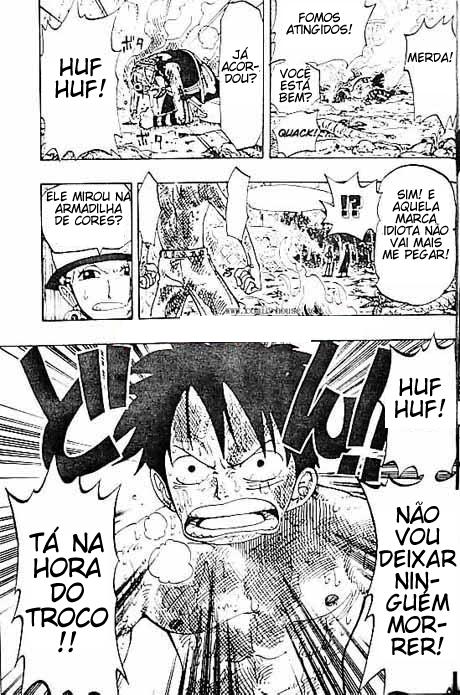 MERDA!
FOMOS
ATINGIDOS!
VOCÊ
ESTÁ
BEM?
QUACK!
JÁ
ACOR-
DOU?
HUF
HUF!
SIM! E
AQUELA
MARCA
IDIOTA NÃO
VAI MAIS
ME PEGAR!
!?
ELE MIROU NA
ARMADILHA
DE CORES?
HUF
HUF!
NÃO
VOU
DEIXAR
NIN-
GUÉM
MOR-
RER!
TÁ NA
HORA
DO
TROCO
!!